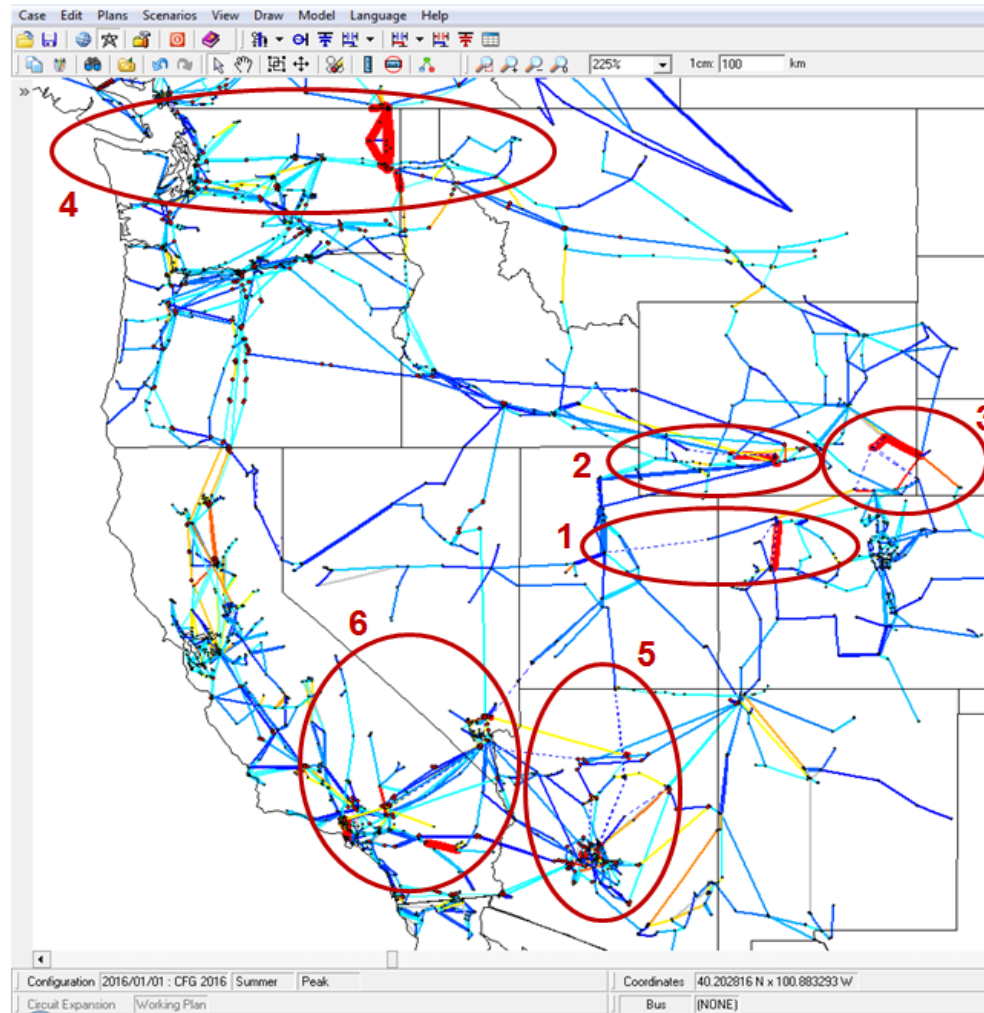 Case Edit Plans Scenarios View Draw Model Language Help
225% 1cm: 100 km
»
4
3
2
1
6
5
Configuration 2016/01/01 : CFG 2016 Summer Peak Coordinates 40.202816 N x 100.883293 W
Circuit Expansion Working Plan Bus (NONE)